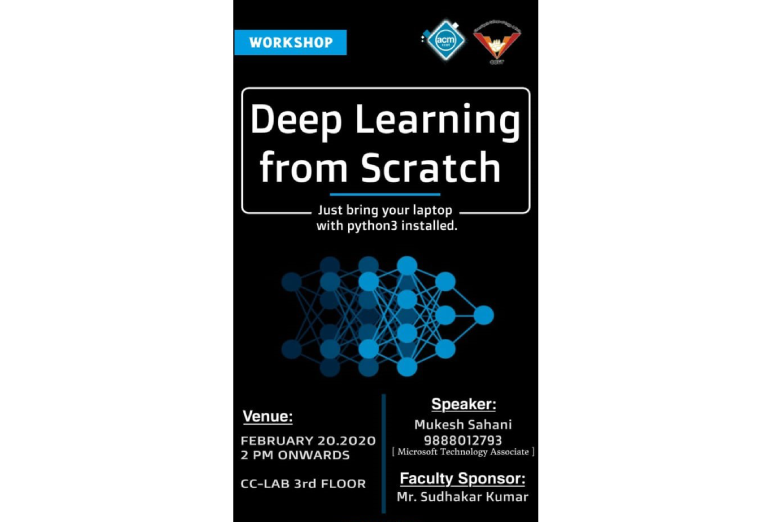 WORKSHOP
acm
Deep Learning
from Scratch
Just bring your laptop
with python3 installed.
Venue:
FEBRUARY 20.2020
2 PM ONWARDS
CC-LAB 3rd FLOOR
Speaker:
Mukesh Sahani
9888012793
[ Microsoft Technology Associate ]
Faculty Sponsor:
Mr. Sudhakar Kumar